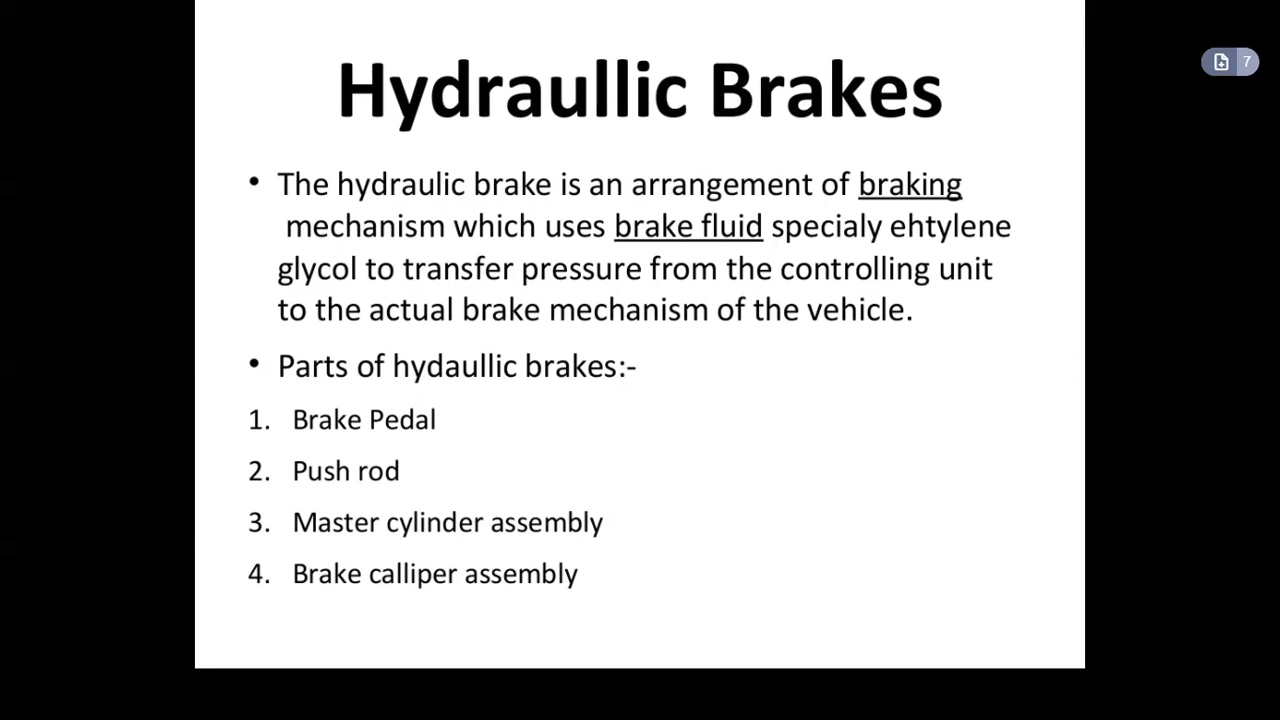 Hydraullic Brakes
7
• The hydraulic brake is an arrangement of braking
mechanism which uses brake fluid specialy ehtylene
glycol to transfer pressure from the controlling unit
to the actual brake mechanism of the vehicle.
• Parts of hydaullic brakes:-
1. Brake Pedal
2. Push rod
3. Master cylinder assembly
4. Brake calliper assembly